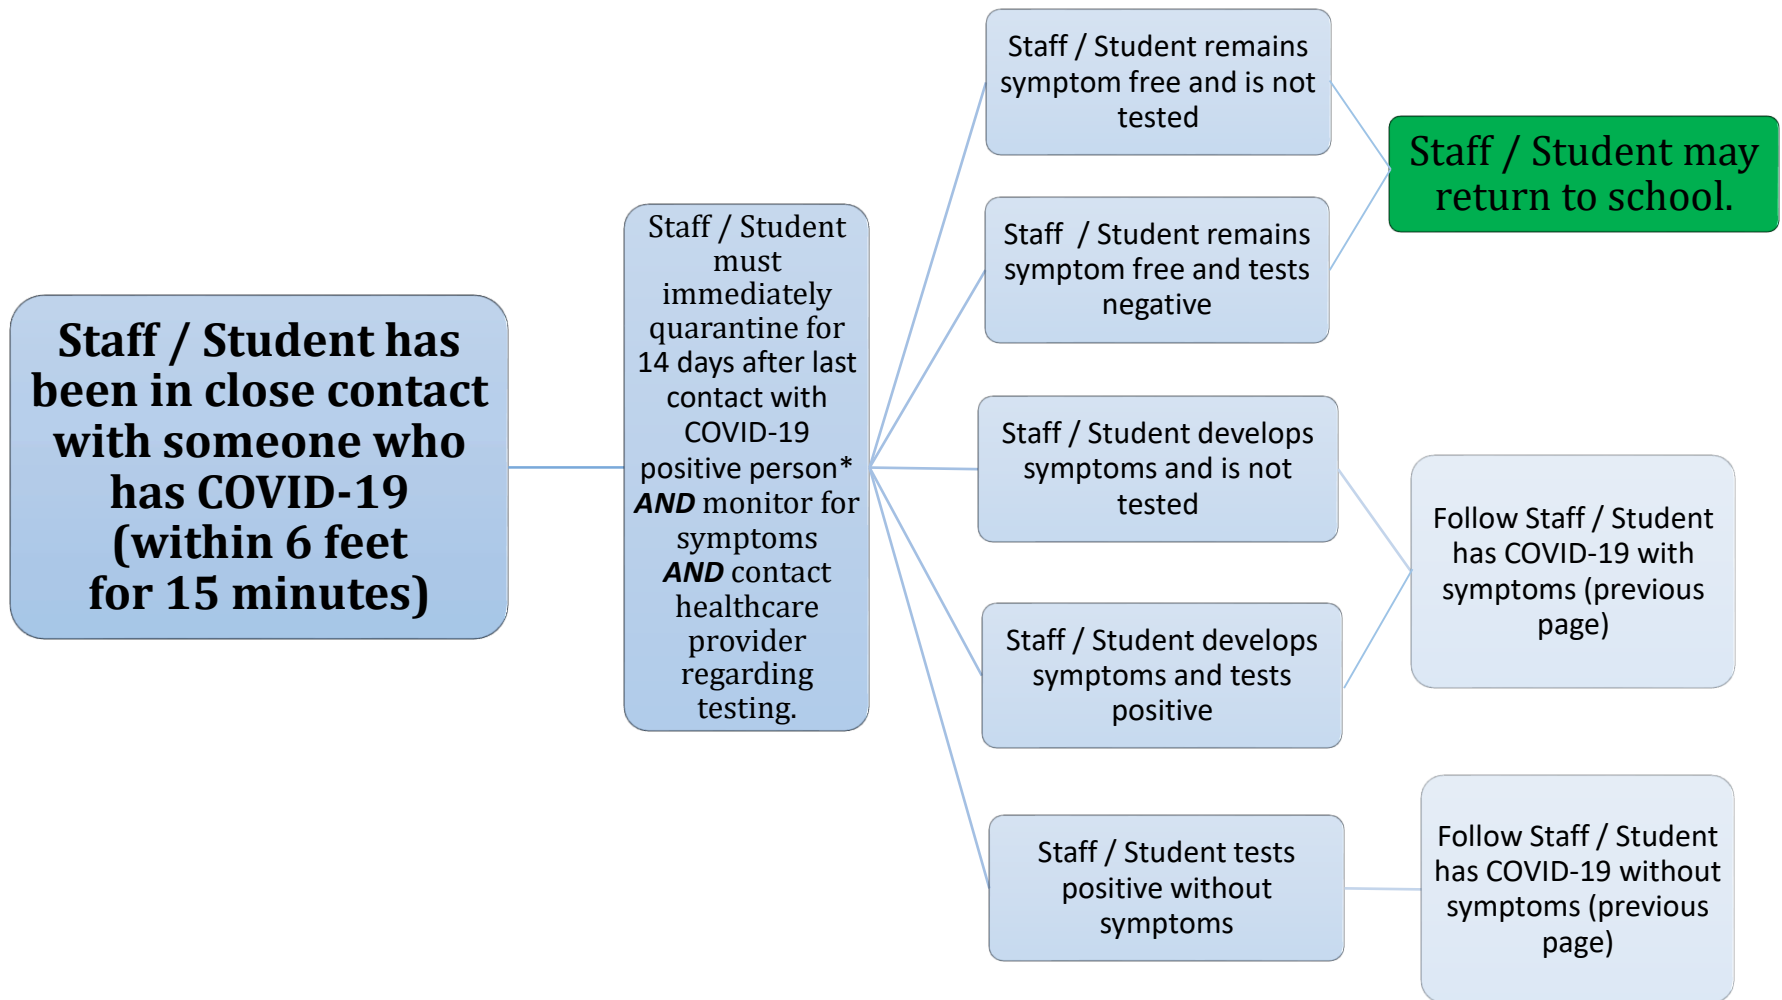 Staff / Student has
been in close contact
with someone who
has COVID-19
(within 6 feet
for 15 minutes)
Staff / Student
must
immediately
quarantine for
14 days after last
contact with
COVID-19
positive person*
AND monitor for
symptoms
AND contact
healthcare
provider
regarding
testing.
Staff / Student remains
symptom free and is not
tested
Staff / Student remains
symptom free and tests
negative
Staff / Student may
return to school.
Staff / Student develops
symptoms and is not
tested
Staff / Student develops
symptoms and tests
positive
Follow Staff / Student
has COVID-19 with
symptoms (previous
page)
Staff / Student tests
positive without
symptoms
Follow Staff / Student
has COVID-19 without
symptoms (previous
page)